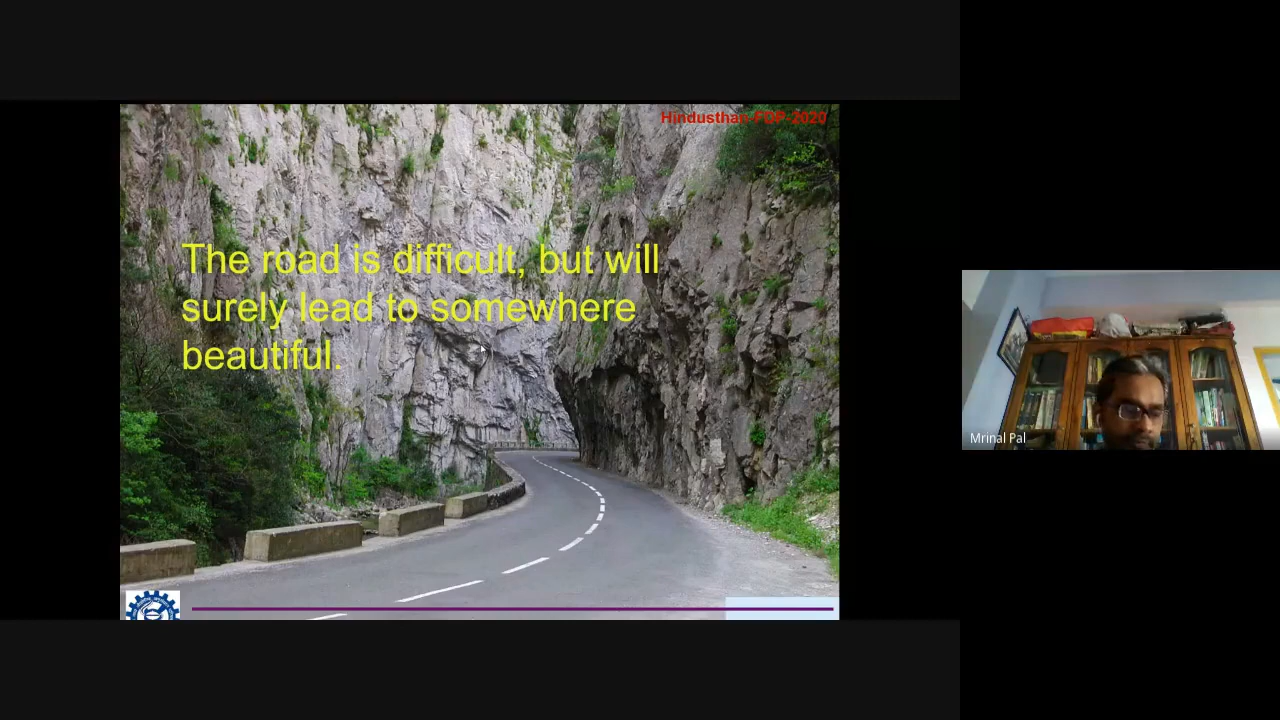 Hindusthan-FDP-2020
The road is difficult, but will
surely lead to somewhere
beautiful.
Mrinal Pal